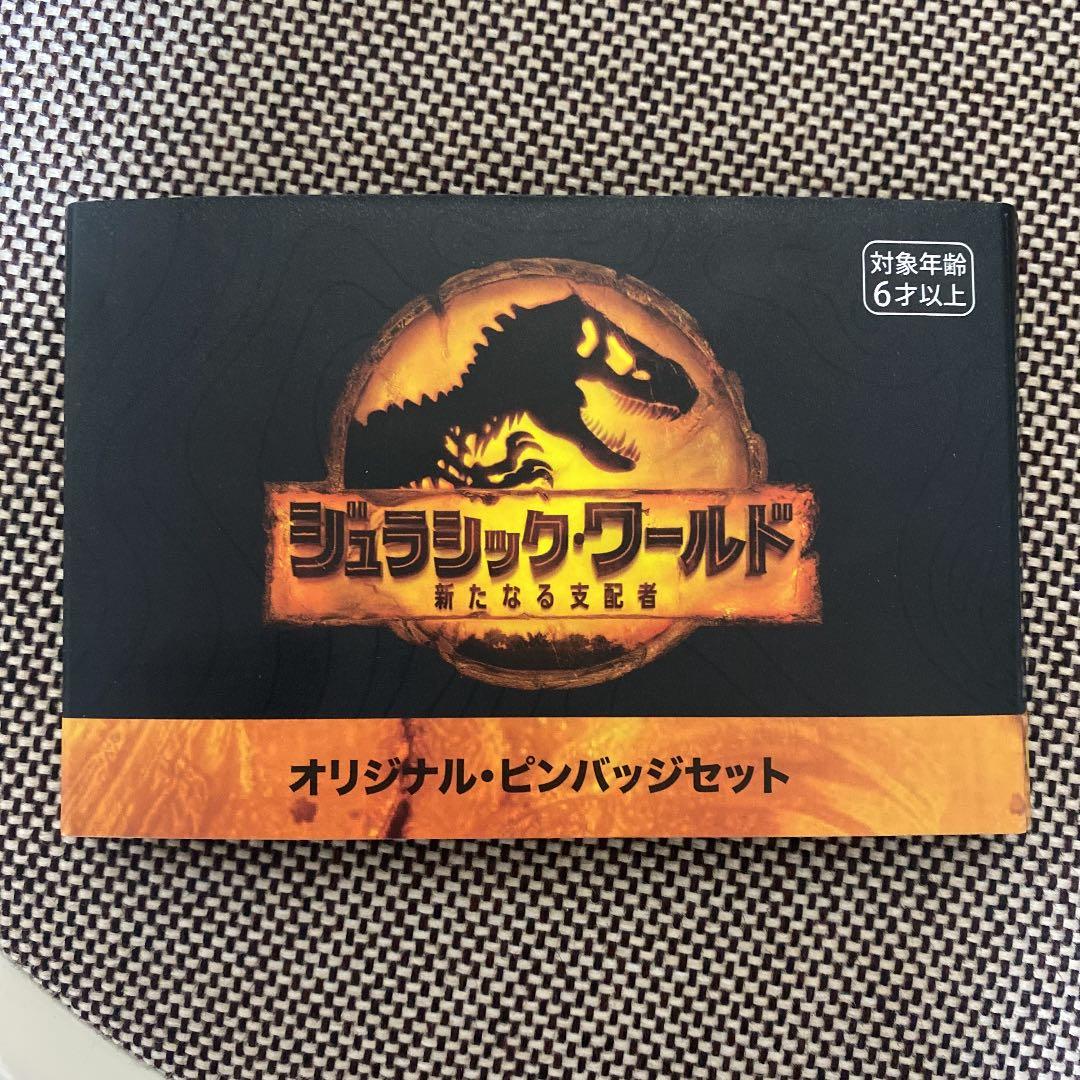 対象年齢
6才以上
ジュラシック・ワールド
新たなる支配者
オリジナル・ピンバッジセット